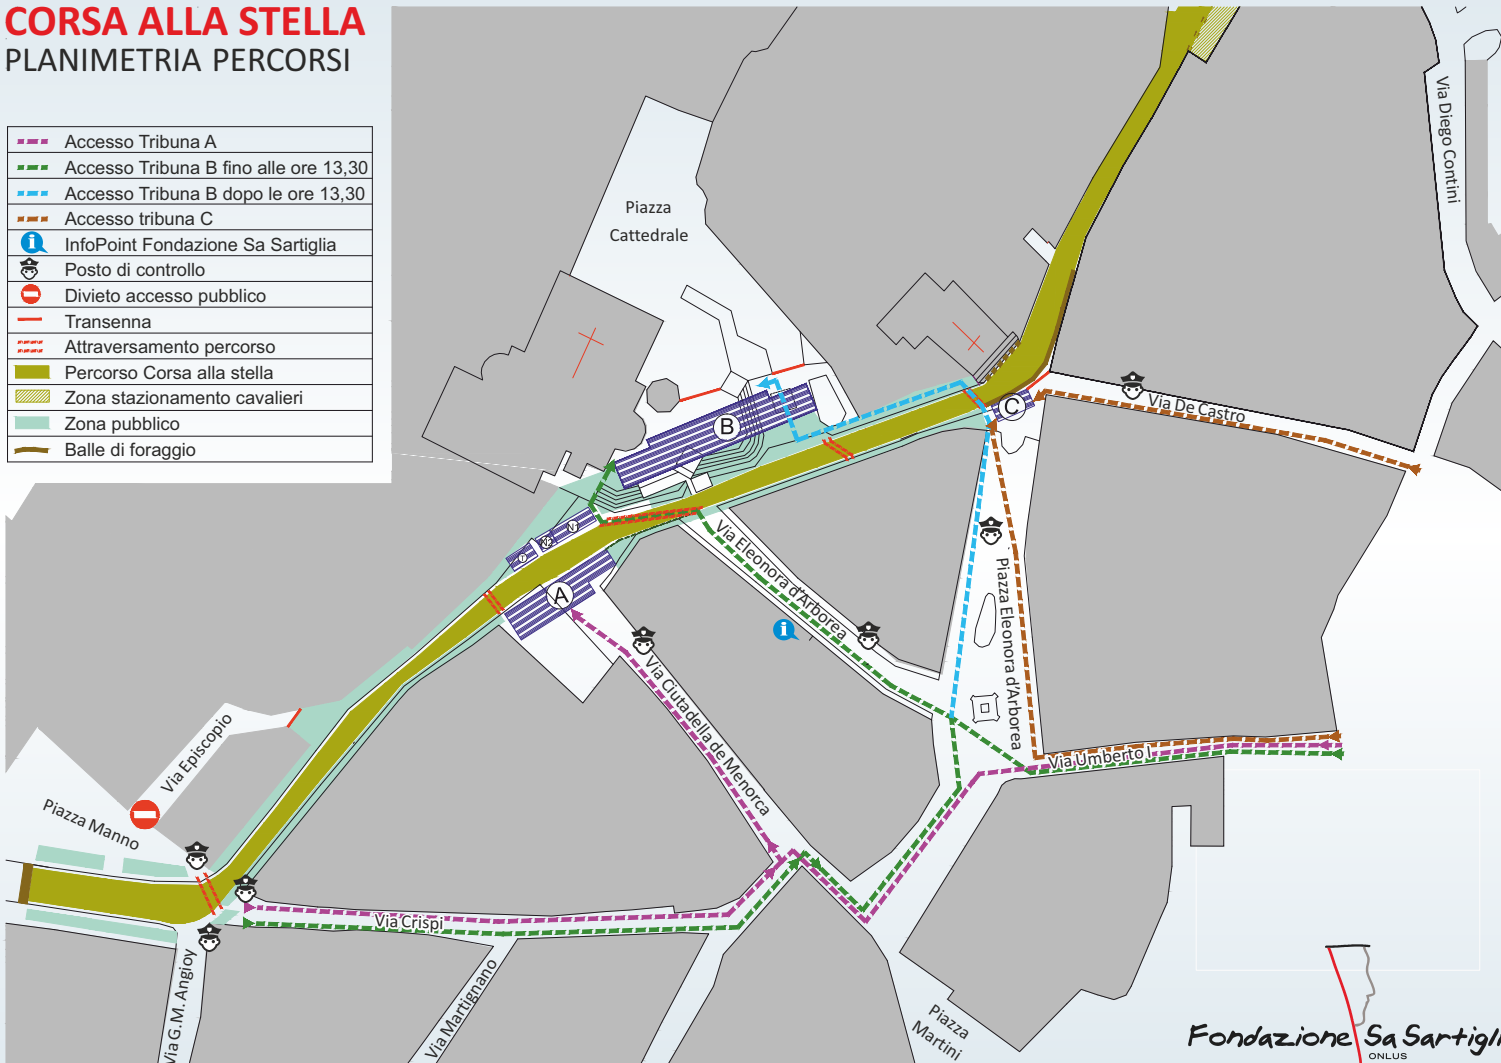 CORSA ALLA STELLA
PLANIMETRIA PERCORSI
Accesso Tribuna A
Accesso Tribuna B fino alle ore 13,30
Accesso Tribuna B dopo le ore 13,30
Accesso tribuna C
InfoPoint Fondazione Sa Sartiglia
Posto di controllo
Divieto accesso pubblico
Transenna
Attraversamento percorso
Percorso Corsa alla stella
Zona stazionamento cavalieri
Zona pubblico
Balle di foraggio
Via Diego Contini
Piazza
Cattedrale
B
C
Via De Castro
N1
N2
A
Via Eleonora d'Arborea
Piazza Eleonora d'Arborea
Via Ciutadella de Menorca
Via Umberto I
Via Episcopio
Piazza Manno
Via Crispi
Via G.M. Angioy
Via Martignano
Piazza
Martini
Fondazione Sa Sartigli
ONLUS